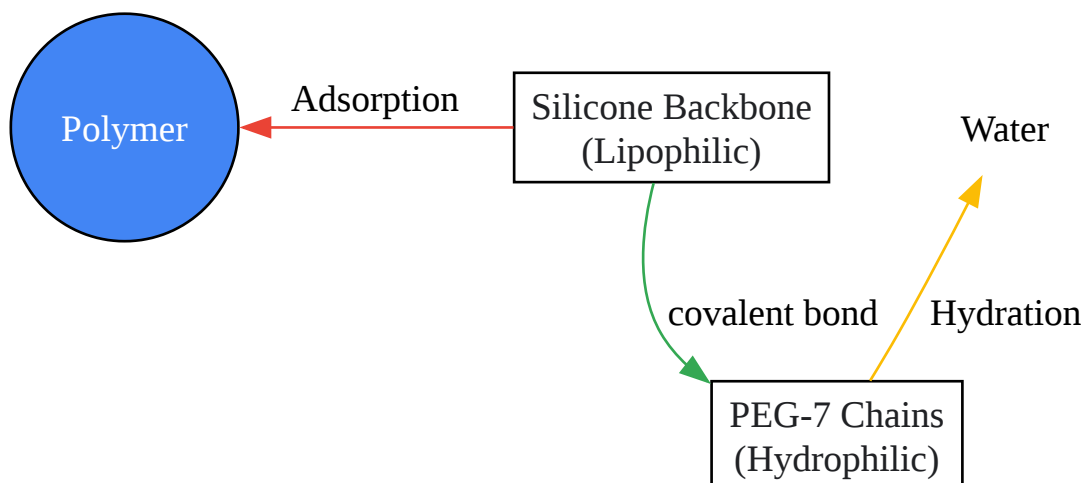 Adsorption
Polymer
Silicone Backbone
(Lipophilic)
Water
covalent bond
Hydration
PEG-7 Chains
(Hydrophilic)